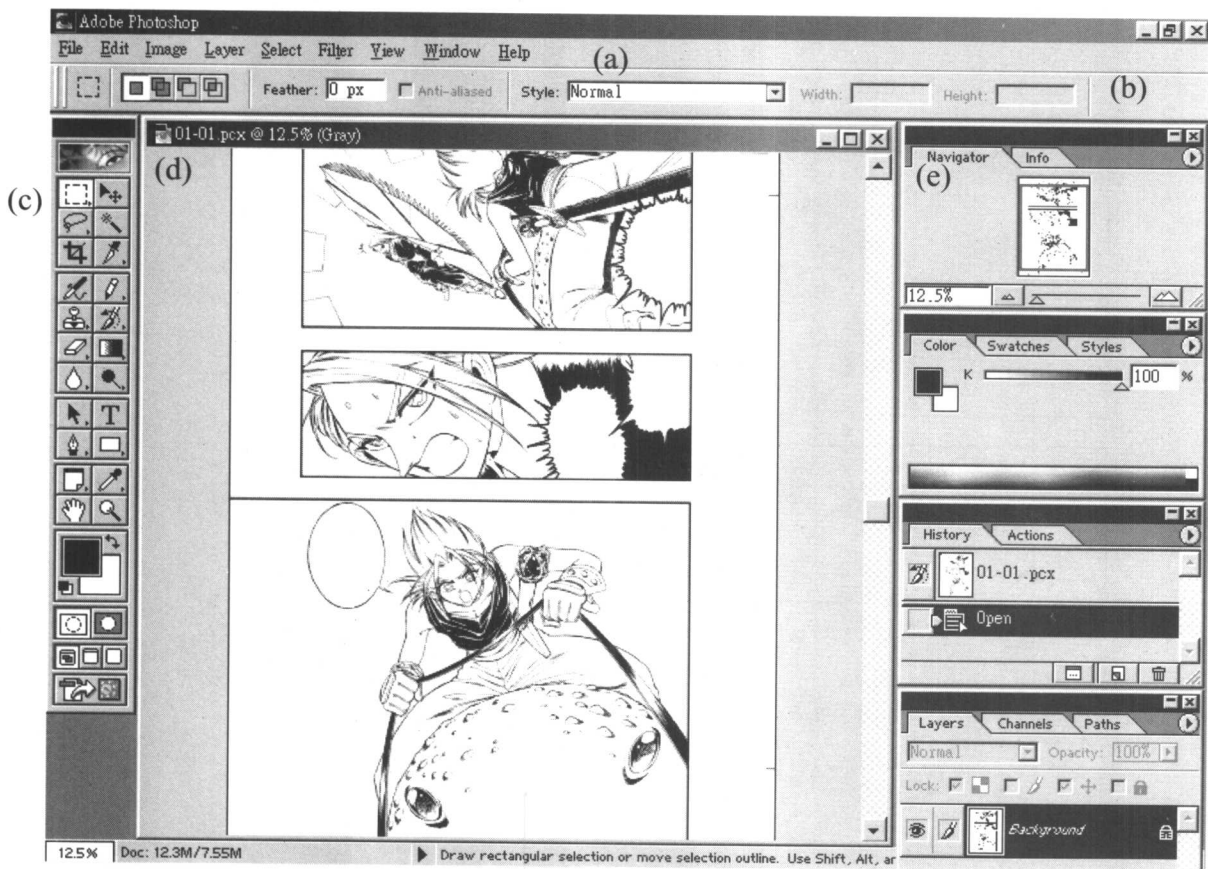 Adobe Photoshop
File Edit Image Layer Select Filter View Window Help
(a)
Feather: 0 px Anti-aliased Style: Normal Width: Height: (b)
01-01.pcx @ 12.5% (Gray)
(c)
(d)
T
Navigator Info
(e)
12.5%
Color Swatches Styles
K 100 %
History Actions
01-01.pcx
Open
Layers Channels Paths
Normal Opacity: 100%
Lock:
Background
12.5% Doc: 12.3M/7.55M Draw rectangular selection or move selection outline. Use Shift, Alt, ar